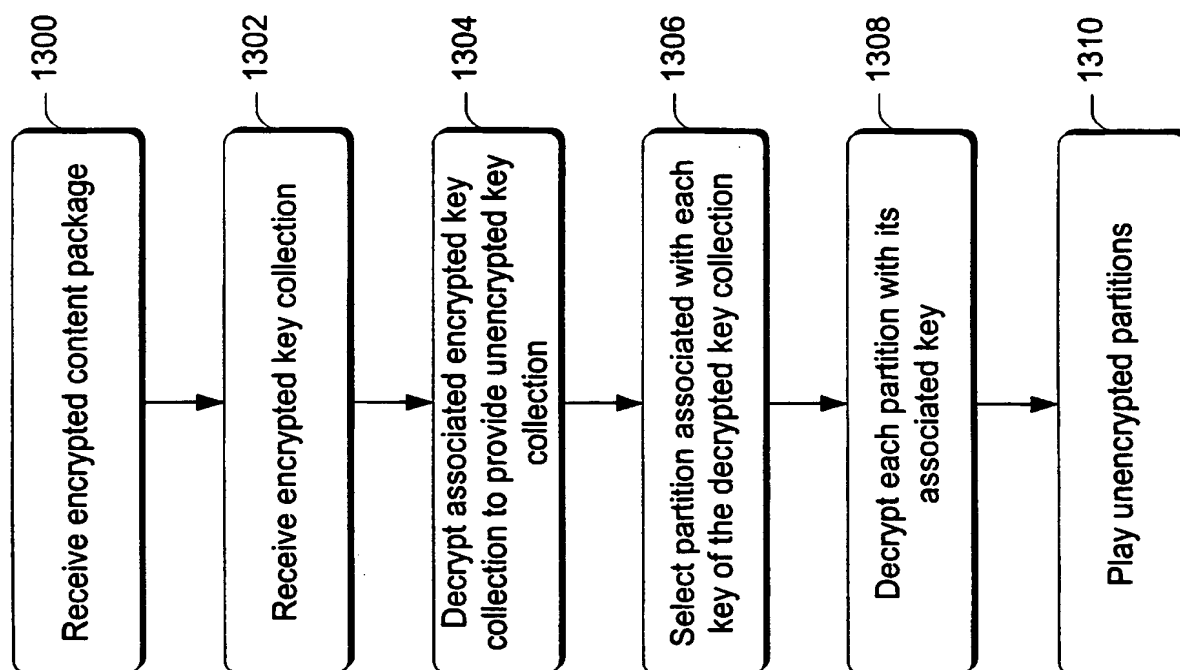 1300
Receive encrypted content package
1302
Receive encrypted key collection
1304
Decrypt associated encrypted key
collection to provide unencrypted key
collection
1306
Select partition associated with each
key of the decrypted key collection
1308
Decrypt each partition with its
associated key
1310
Play unencrypted partitions